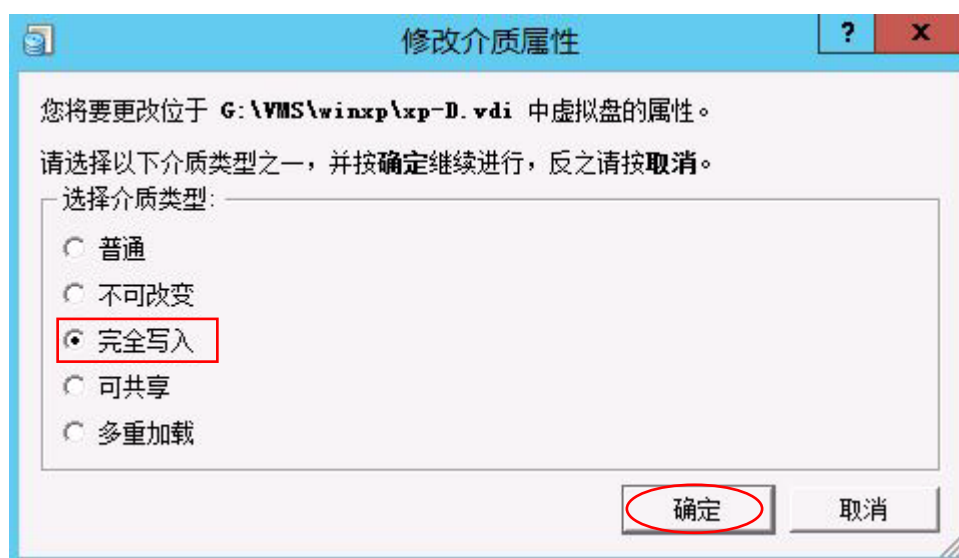 修改介质属性
? x
您将要更改位于 G:\VMS\winxp\xp-D.vdi 中虚拟盘的属性。
请选择以下介质类型之一，并按确定继续进行，反之请按取消。
选择介质类型:
普通
不可改变
完全写入
可共享
多重加载
确定 取消